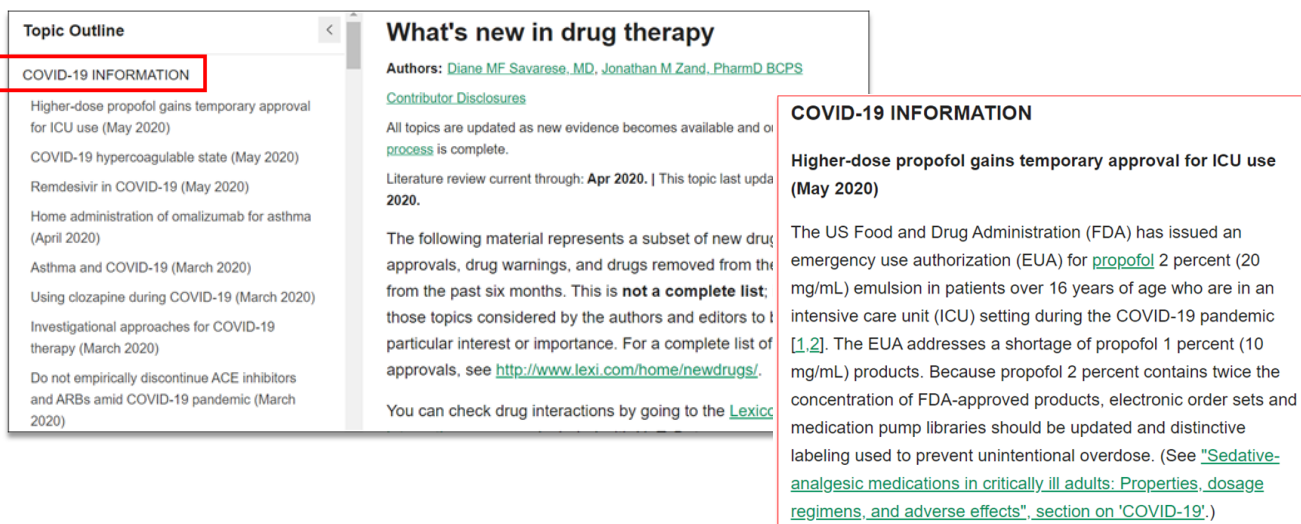 Topic Outline
COVID-19 INFORMATION
Higher-dose propofol gains temporary approval
for ICU use (May 2020)
COVID-19 hypercoagulable state (May 2020)
Remdesivir in COVID-19 (May 2020)
Home administration of omalizumab for asthma
(April 2020)
Asthma and COVID-19 (March 2020)
Using clozapine during COVID-19 (March 2020)
Investigational approaches for COVID-19
therapy (March 2020)
Do not empirically discontinue ACE inhibitors
and ARBs amid COVID-19 pandemic (March
2020)
What's new in drug therapy
Authors: Diane MF Savarese, MD, Jonathan M Zand, PharmD BCPS
Contributor Disclosures
All topics are updated as new evidence becomes available and
process is complete.
Literature review current through: Apr 2020. | This topic last
2020.
The following material represents a subset of new
approvals, drug warnings, and drugs removed from
from the past six months. This is not a complete list;
those topics considered by the authors and editors to
particular interest or importance. For a complete list of
approvals, see http://www.lexi.com/home/newdrugs/.
You can check drug interactions by going to the
COVID-19 INFORMATION
Higher-dose propofol gains temporary approval for ICU use
(May 2020)
The US Food and Drug Administration (FDA) has issued an
emergency use authorization (EUA) for propofol 2 percent (20
mg/mL) emulsion in patients over 16 years of age who are in an
intensive care unit (ICU) setting during the COVID-19 pandemic
[1,2]. The EUA addresses a shortage of propofol 1 percent (10
mg/mL) products. Because propofol 2 percent contains twice the
concentration of FDA-approved products, electronic order sets and
medication pump libraries should be updated and distinctive
labeling used to prevent unintentional overdose. (See "Sedative-
analgesic medications in critically ill adults: Properties, dosage
regimens, and adverse effects", section on 'COVID-19'.)